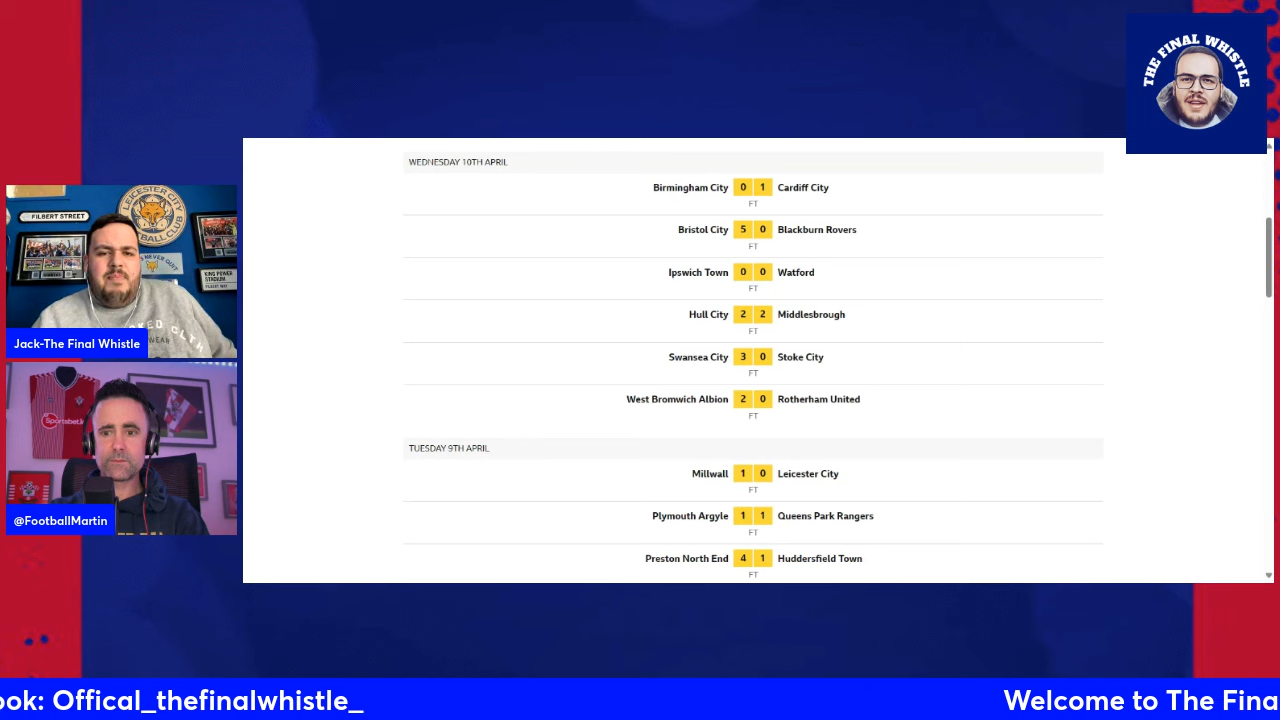 THE FINAL WHISTLE
WEDNESDAY 10TH APRIL
Birmingham City 0 1 Cardiff City
FT
Bristol City 5 0 Blackburn Rovers
FT
Ipswich Town 0 0 Watford
FT
Hull City 2 2 Middlesbrough
FT
Swansea City 3 0 Stoke City
FT
West Bromwich Albion 2 0 Rotherham United
FT
TUESDAY 9TH APRIL
Millwall 1 0 Leicester City
FT
Plymouth Argyle 1 1 Queens Park Rangers
FT
Preston North End 4 1 Huddersfield Town
FT
LEICESTER CITY
FILBERT STREET
NEVER QUIT
KING POWER
STADIUM
Jack-The Final Whistle
Sportsbet.io
@FootballMartin
ook: Offical_thefinalwhistle_
Welcome to The Fina